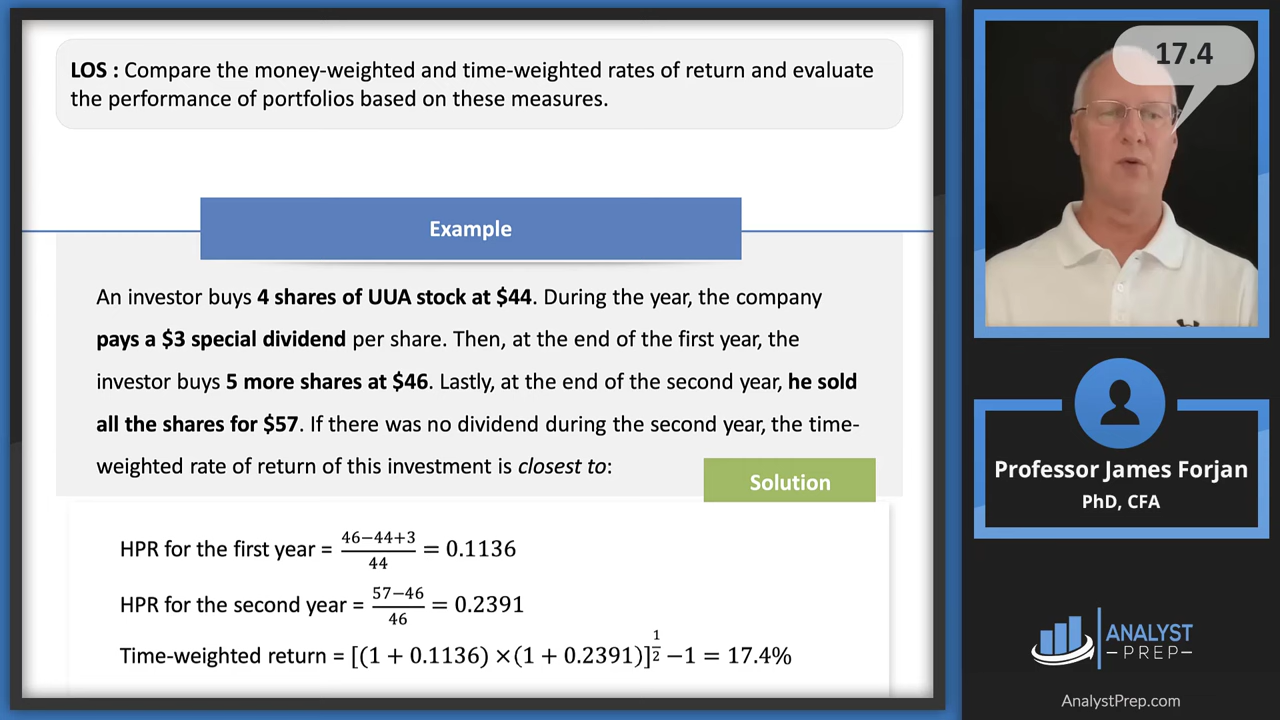 LOS : Compare the money-weighted and time-weighted rates of return and evaluate
the performance of portfolios based on these measures.
17.4
Example
An investor buys 4 shares of UUA stock at $44. During the year, the company
pays a $3 special dividend per share. Then, at the end of the first year, the
investor buys 5 more shares at $46. Lastly, at the end of the second year, he sold
all the shares for $57. If there was no dividend during the second year, the time-
weighted rate of return of this investment is closest to:
Solution
HPR for the first year = \frac{46−44+3}{44} = 0.1136
HPR for the second year = \frac{57−46}{46} = 0.2391
Time-weighted return = [(1 + 0.1136) × (1 + 0.2391)]^{\frac{1}{2}} − 1 = 17.4%
Professor James Forjan
PhD, CFA
ANALYST
—PREP—
AnalystPrep.com